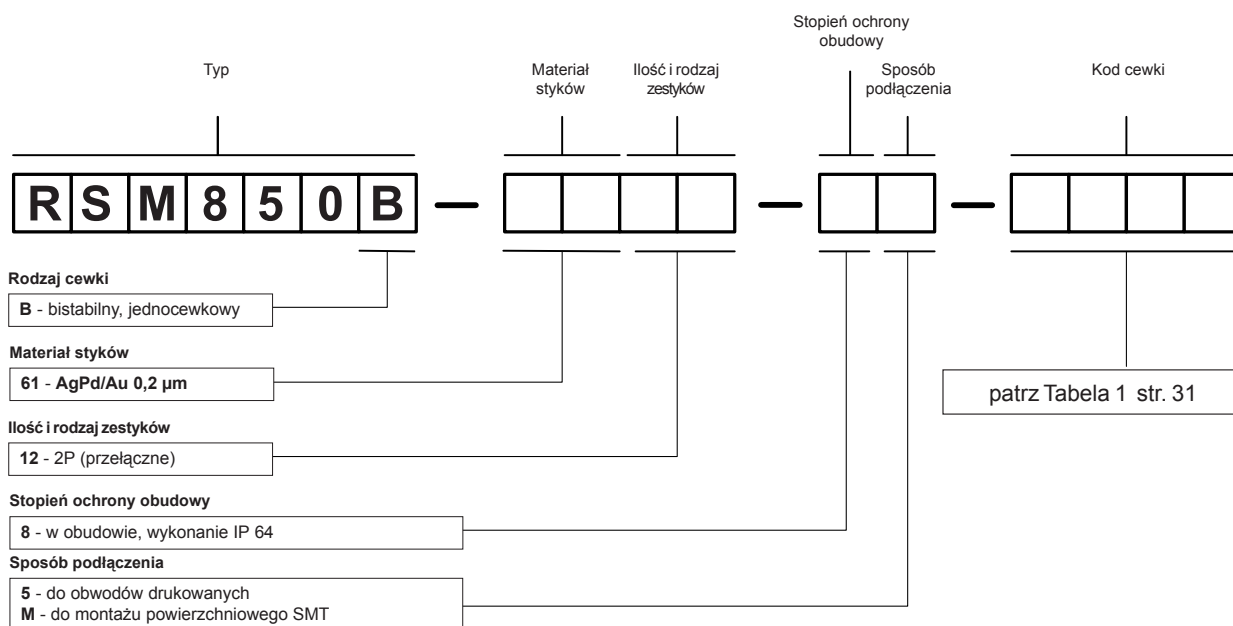 Stopień ochrony
obudowy
Typ
Materiał
styków
Ilość i rodzaj
zestyków
Sposób
podłączenia
Kod cewki
RSM850B – –  –
Rodzaj cewki
B - bistabilny, jednocewkowy
Materiał styków
61 - AgPd/Au 0,2 µm
patrz Tabela 1 str. 31
Ilość i rodzaj zestyków
12 - 2P (przełączne)
Stopień ochrony obudowy
8 - w obudowie, wykonanie IP 64
Sposób podłączenia
5 - do obwodów drukowanych
M - do montażu powierzchniowego SMT